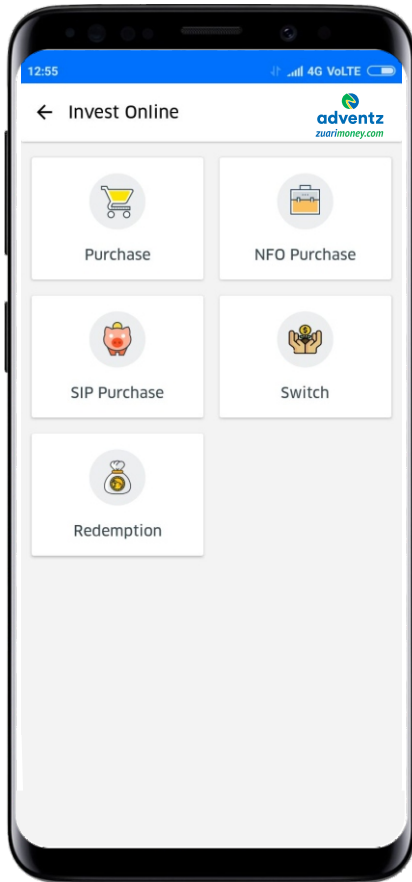 12:55 4G VoLTE
← Invest Online
adventz
zuarimoney.com
Purchase NFO Purchase
SIP Purchase Switch
Redemption